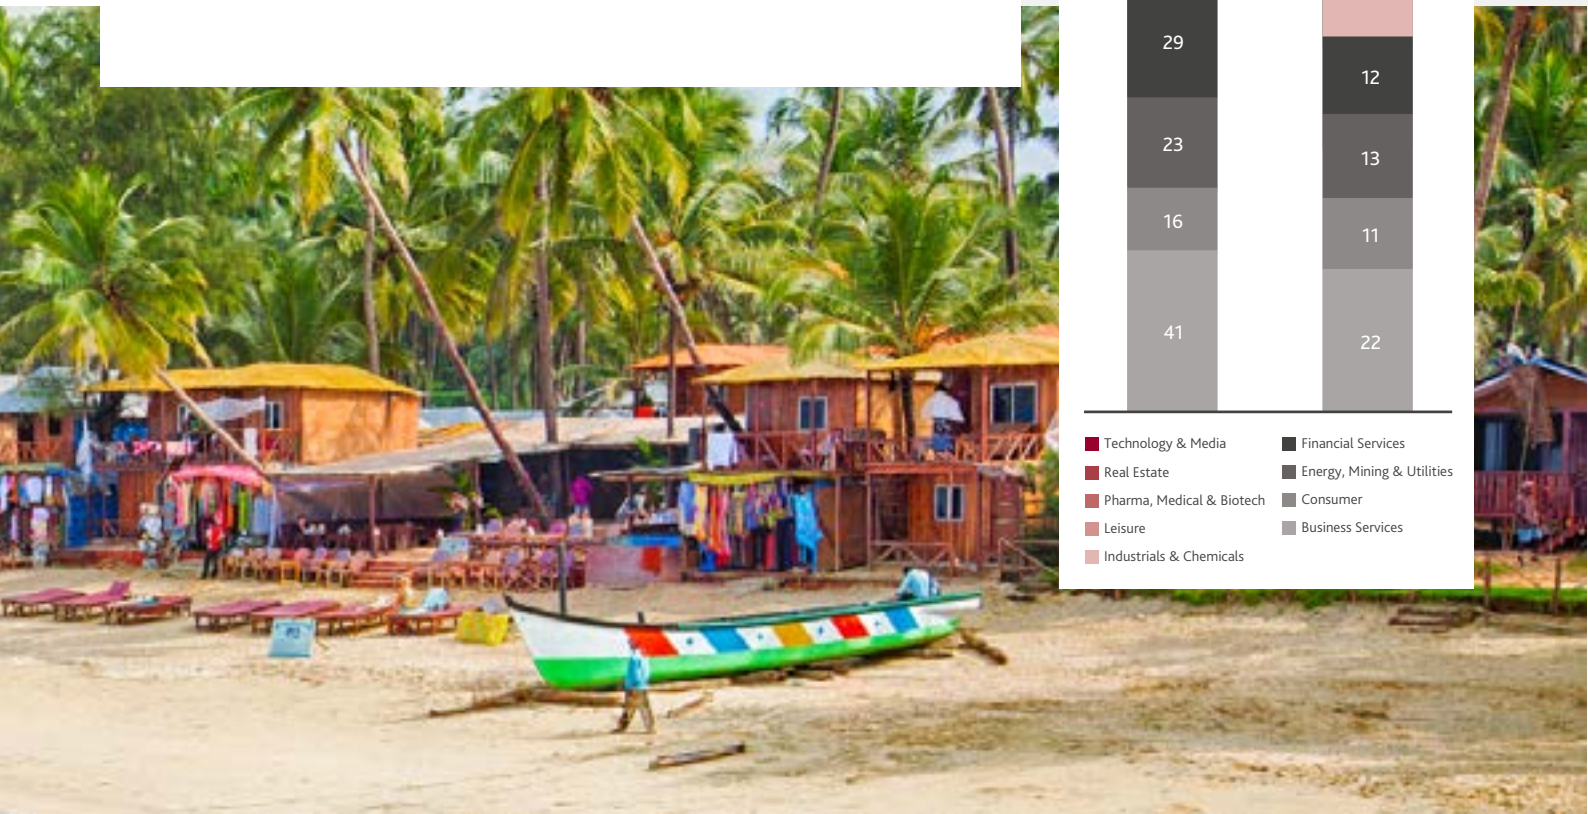 29
12
23
13
16
11
41
22
Technology & Media
Real Estate
Pharma, Medical & Biotech
Leisure
Industrials & Chemicals
Financial Services
Energy, Mining & Utilities
Consumer
Business Services